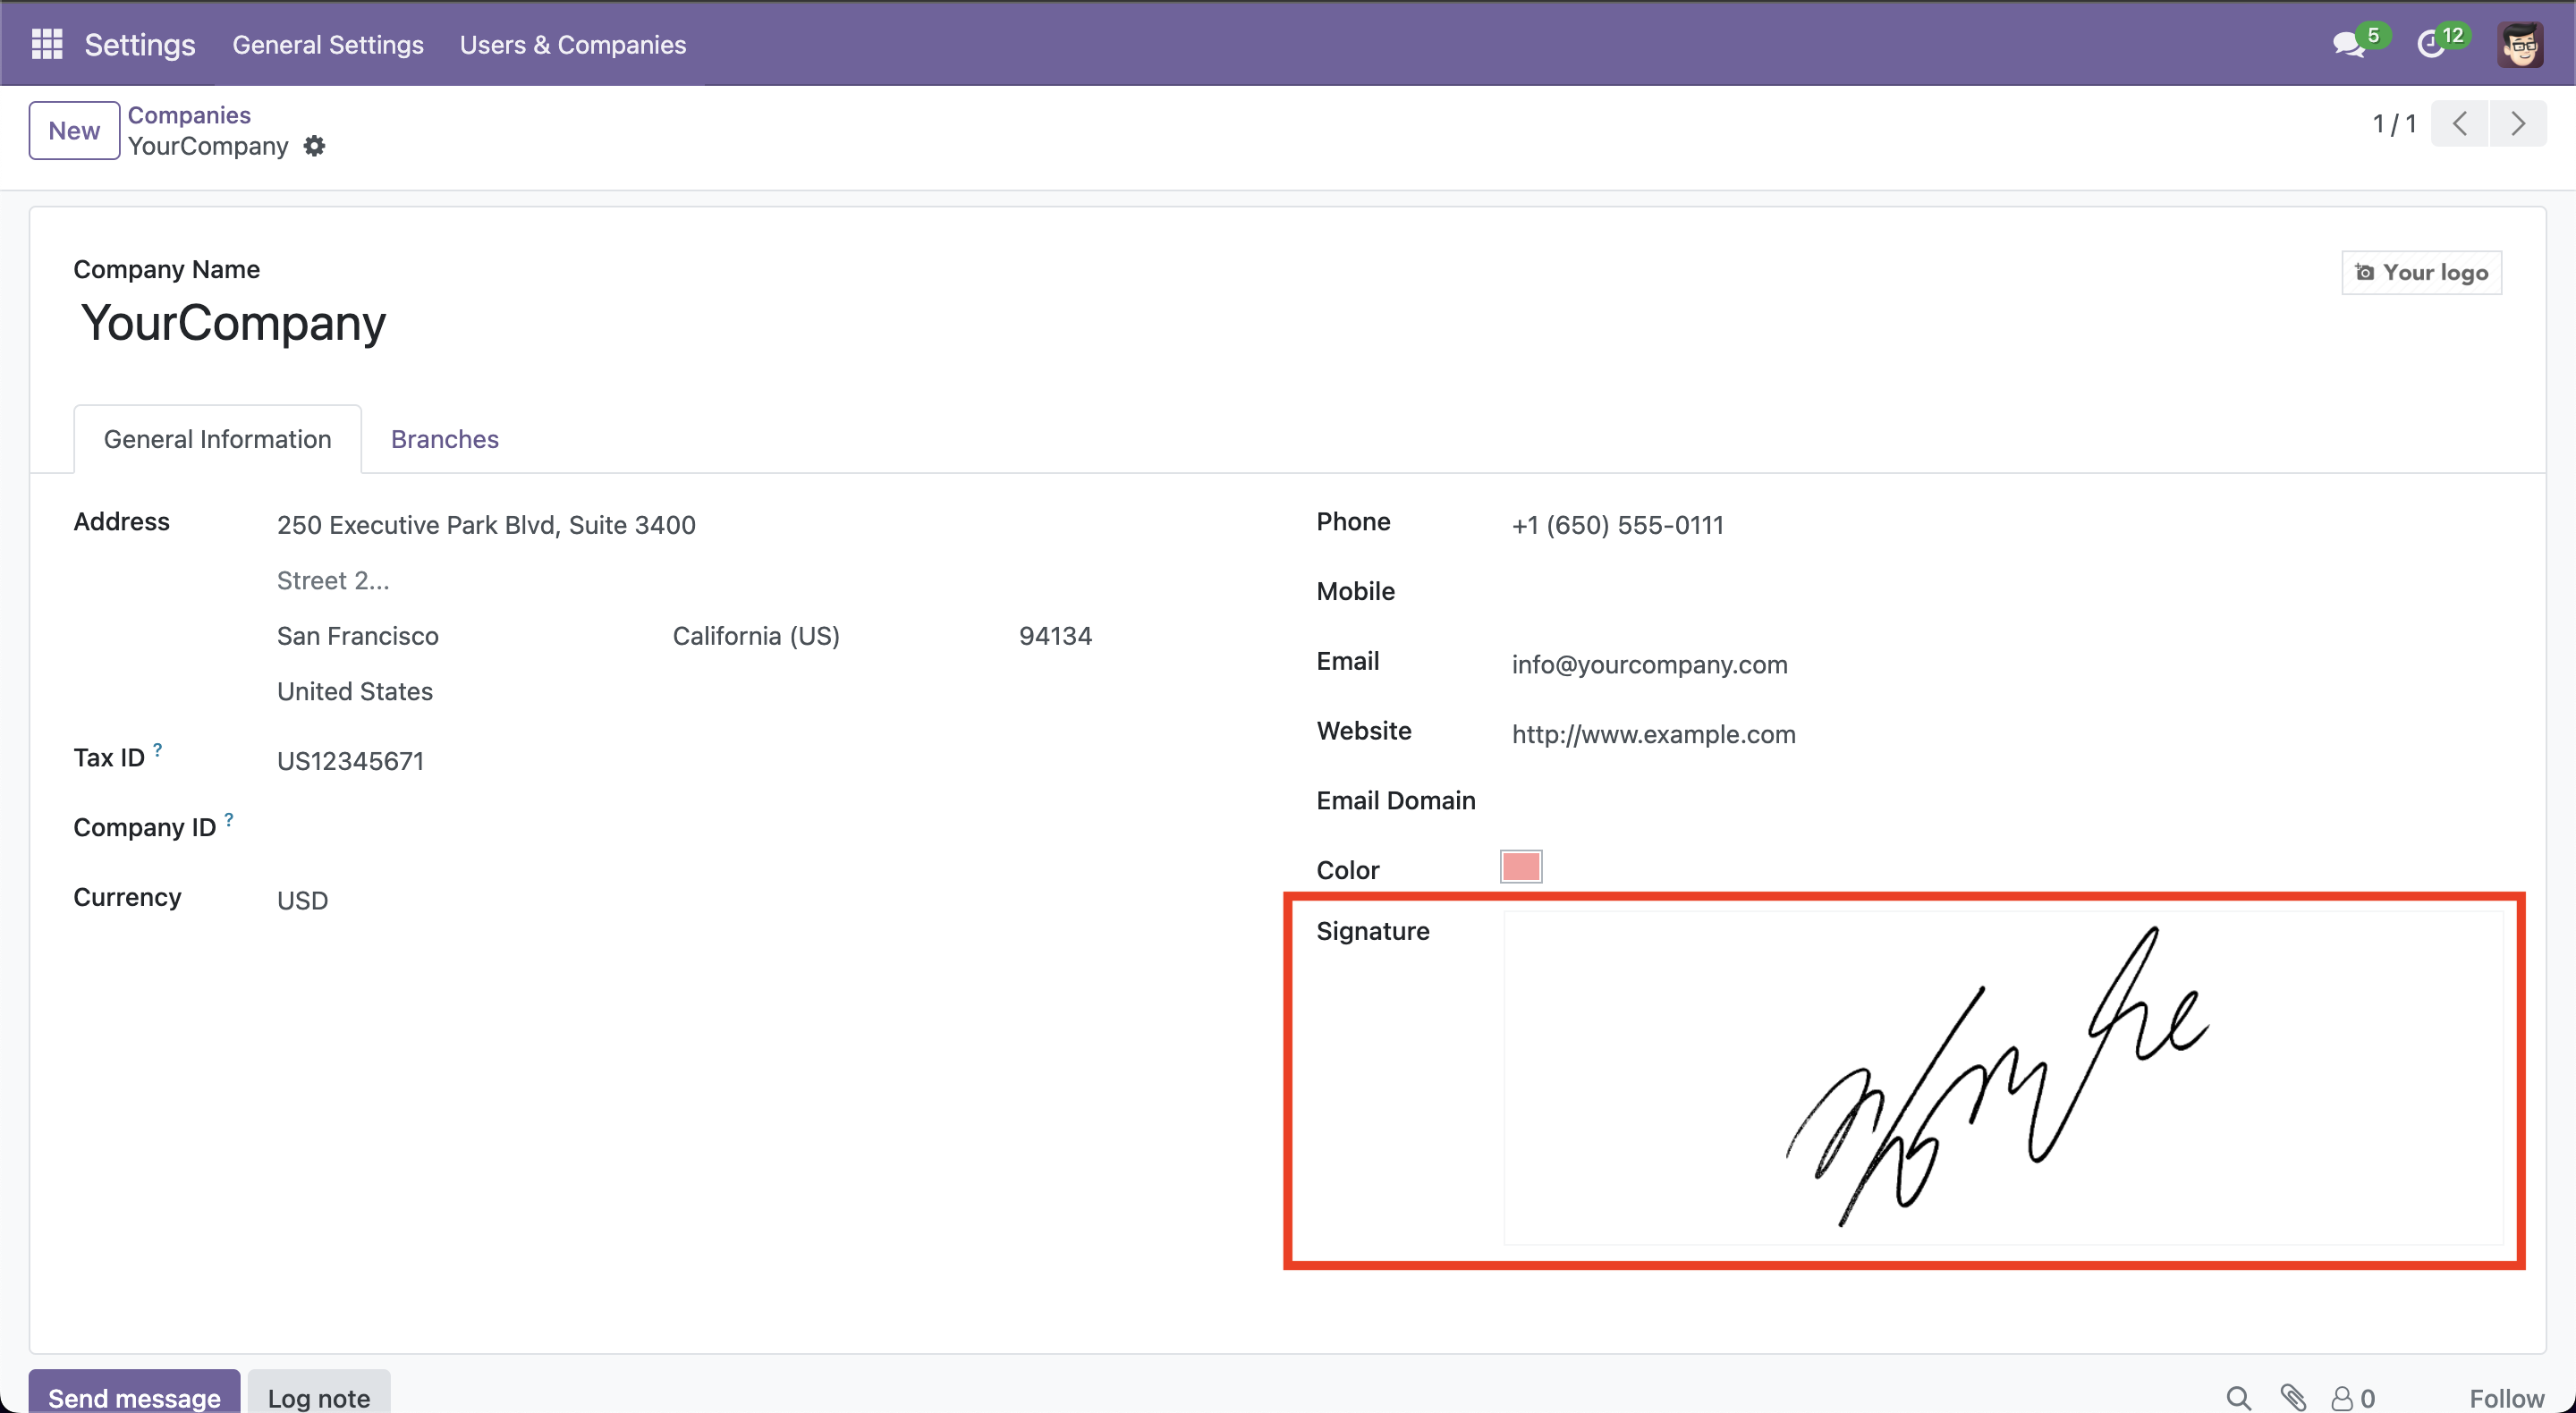 Settings General Settings Users & Companies 5 12
New Companies 1 / 1
YourCompany
Company Name Your logo
YourCompany
General Information Branches
Address 250 Executive Park Blvd, Suite 3400
Street 2...
San Francisco California (US) 94134
United States
Tax ID ? US12345671
Company ID ?
Currency USD
Phone +1 (650) 555-0111
Mobile
Email info@yourcompany.com
Website http://www.example.com
Email Domain
Color
Signature
Send message Log note 0 Follow